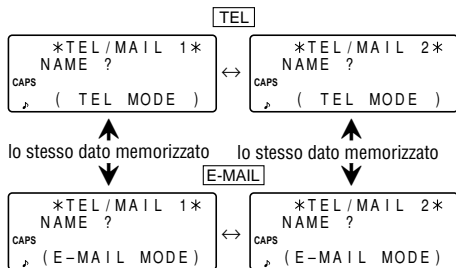 TEL
*TEL/MAIL 1* *TEL/MAIL 2*
NAME ? ↔ NAME ?
CAPS CAPS
♪ ( TEL MODE ) ♪ ( TEL MODE )
lo stesso dato memorizzato lo stesso dato memorizzato
E-MAIL
*TEL/MAIL 1* *TEL/MAIL 2*
NAME ? ↔ NAME ?
CAPS CAPS
♪ (E–MAIL MODE) ♪ (E–MAIL MODE)